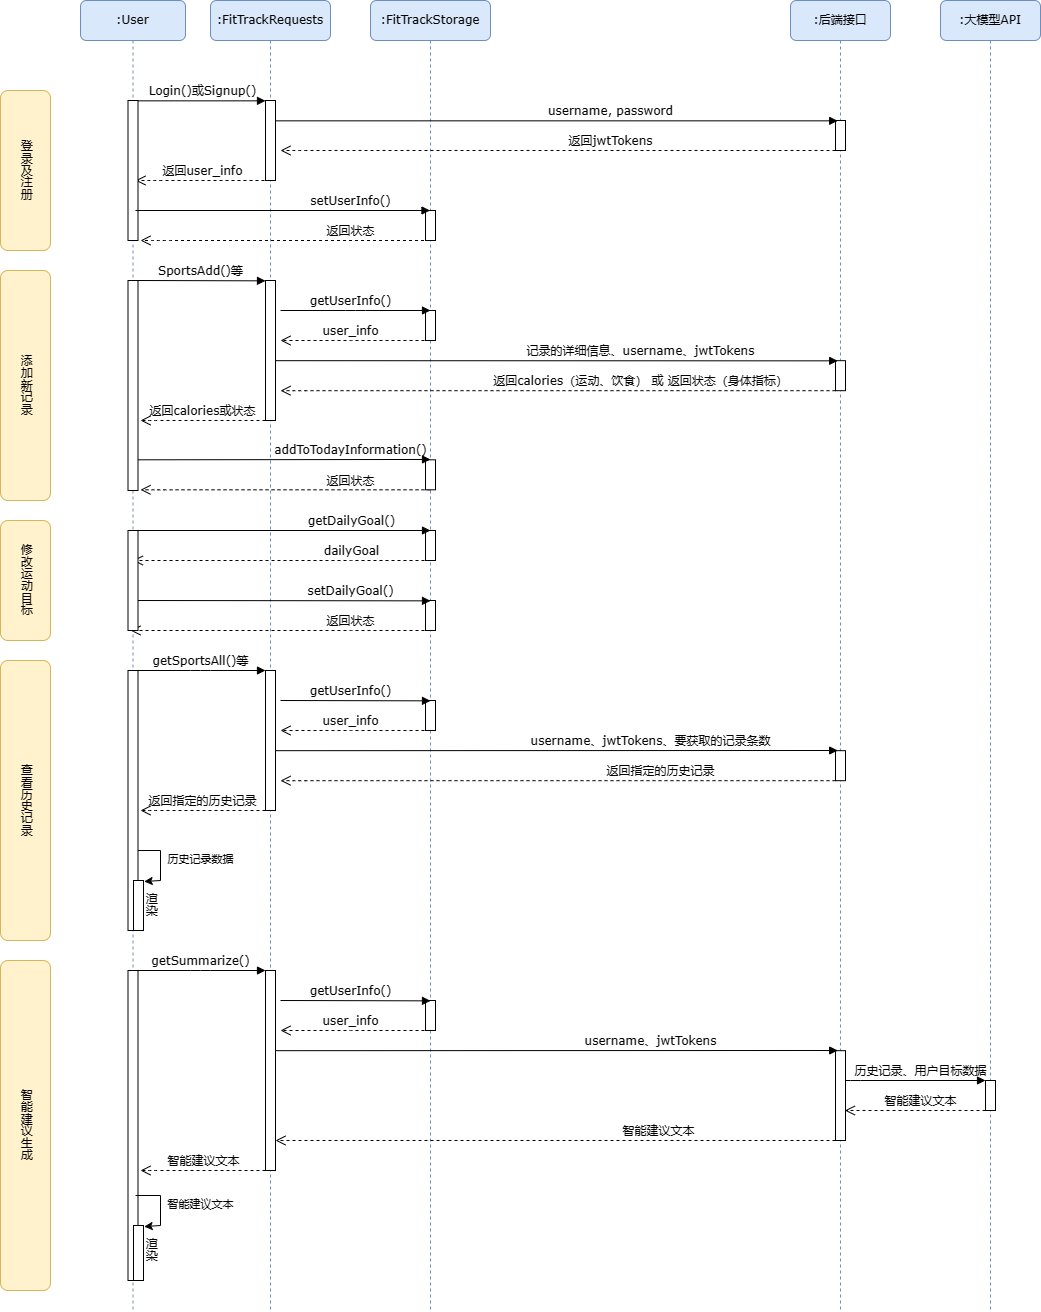 :User
:FitTrackRequests
:FitTrackStorage
:后端接口
:大模型API
登录及注册
Login()或Signup()
username, password
返回jwtTokens
返回user_info
setUserInfo()
返回状态
添加新记录
SportsAdd()等
getUserInfo()
user_info
记录的详细信息、username、jwtTokens
返回calories（运动、饮食） 或 返回状态（身体指标）
返回calories或状态
addToTodayInformation()
返回状态
修改运动目标
getDailyGoal()
dailyGoal
setDailyGoal()
返回状态
查看历史记录
getSportsAll()等
getUserInfo()
user_info
username、jwtTokens、要获取的记录条数
返回指定的历史记录
返回指定的历史记录
历史记录数据
渲染
智能建议生成
getSummarize()
getUserInfo()
user_info
username、jwtTokens
历史记录、用户目标数据
智能建议文本
智能建议文本
智能建议文本
智能建议文本
渲染